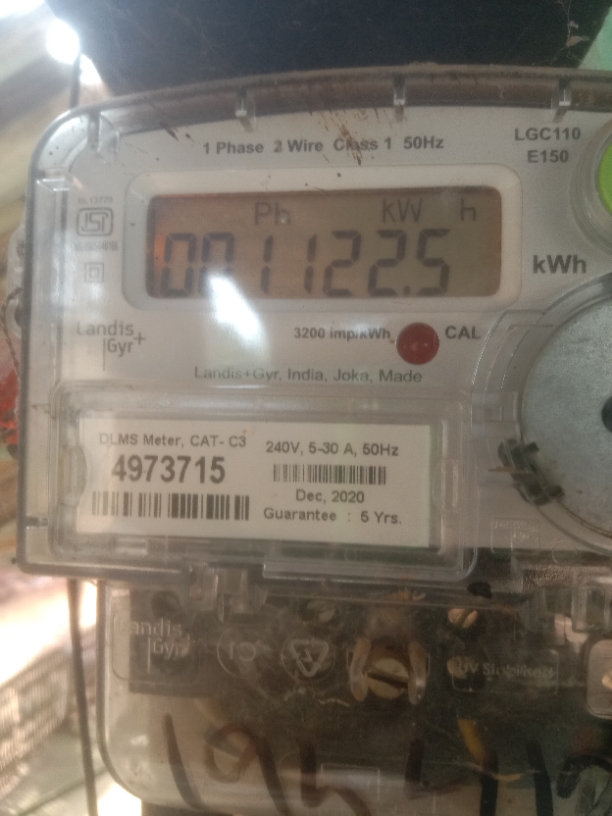 LGC110
1 Phase 2 Wire Class 1 50Hz
E150
Ph kW h
001122.5
kWh
Landis
Gyr+
3200 imp/kWh
CAL
Landis+Gyr, India, Joka, Made
DLMS Meter, CAT- C3
240V, 5-30 A, 50Hz
4973715
Dec, 2020
Guarantee : 5 Yrs.
Landis
Gyr
UV Stabilised